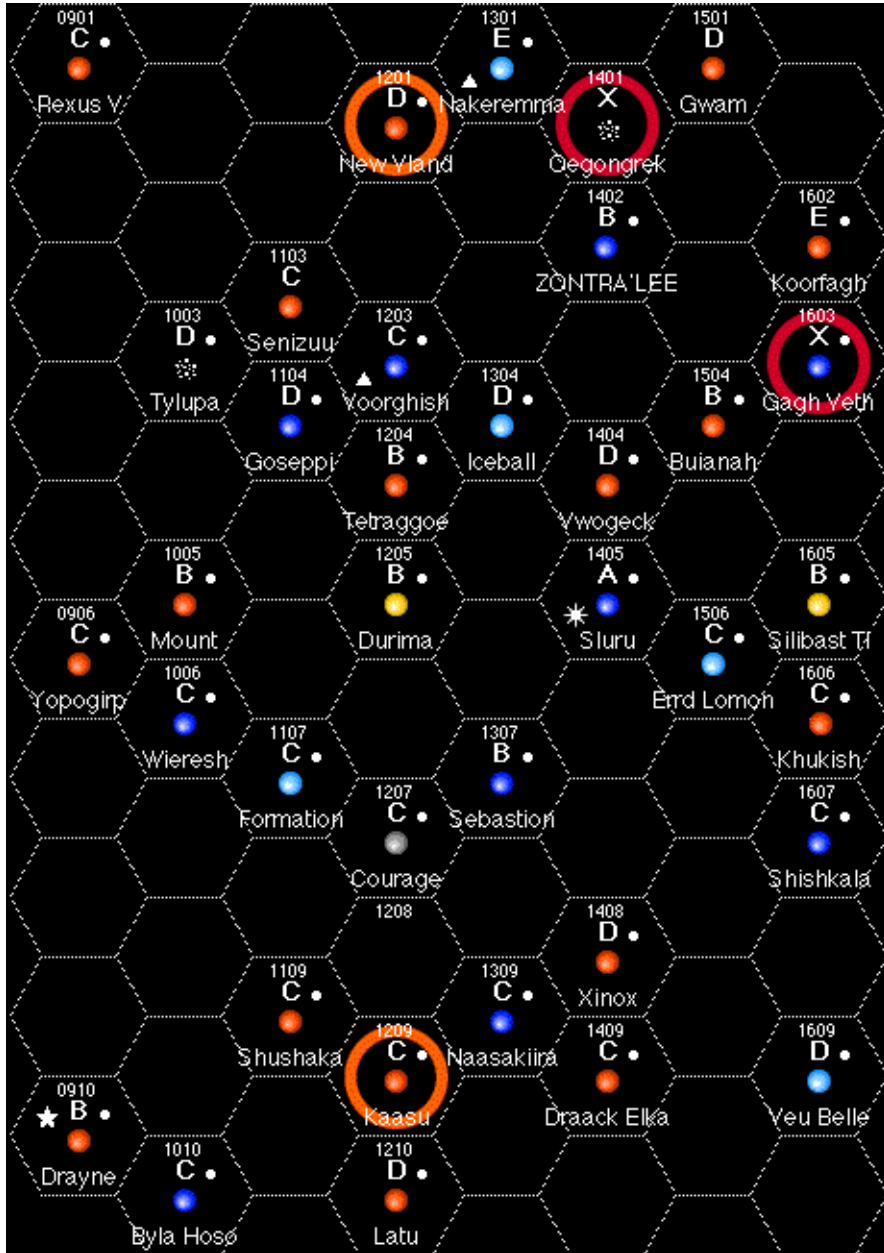 0901
C
Rexus V
1301
E
Nakeremma
1501
D
Gwam
1201
D
New Vland
1401
X
Oegongrek
1402
B
ZONTRA'LEE
1602
E
Koorfagh
1103
C
Senizuu
1003
D
Tylupa
1203
C
Voorghish
1603
X
Gagh Veth
1104
D
Goseppi
1304
D
Iceball
1504
B
Buianah
1204
B
Tetraggoe
1404
D
Vwogeck
1005
B
Mount
1205
B
Durima
1405
A
Sluru
1605
B
Silibast T'l
0906
C
Yopogirp
1506
C
Errd Lomon
1006
C
Wieresh
1606
C
Khukish
1107
C
Formation
1307
B
Sebastion
1207
C
Courage
1607
C
Shishkala
1208
1408
D
Xinox
1109
C
Shushaka
1309
C
Naasakiira
1209
C
Kaasu
1409
C
Draack Elka
1609
D
Veu Belle
0910
B
Drayne
1010
C
Byla Hoso
1210
D
Latu